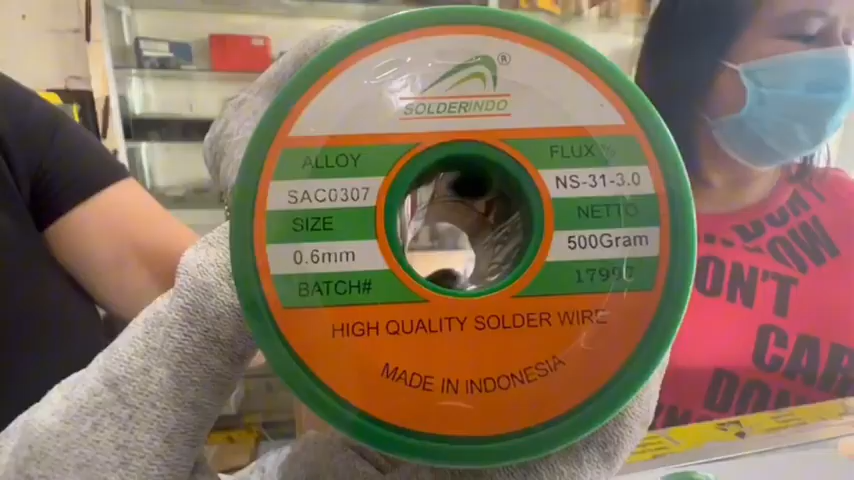 SOLDERINDO ®
ALLOY
SAC0307
SIZE
0.6mm
BATCH#
FLUX %
NS-31-3.0
NETTO
500Gram
HIGH QUALITY SOLDER WIRE
MADE IN INDONESIA
DON'T
CAR